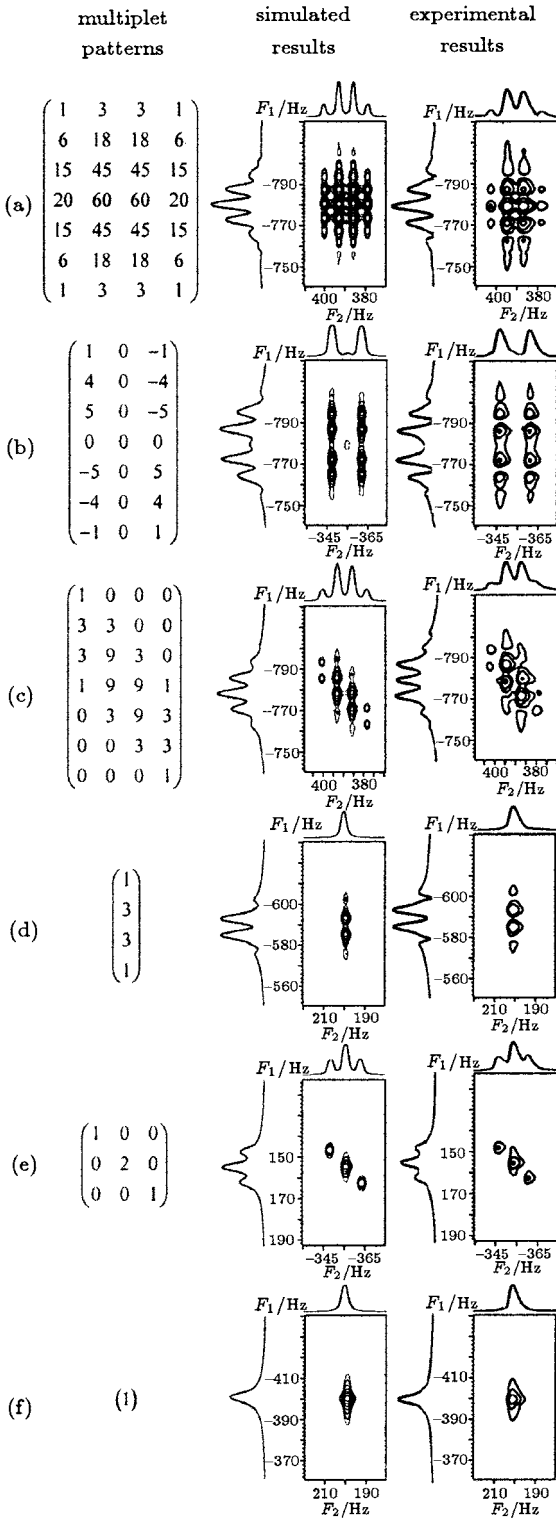 multiplet patterns
simulated results
experimental results
(a)
1 3 3 1
6 18 18 6
15 45 45 15
20 60 60 20
15 45 45 15
6 18 18 6
1 3 3 1
F1/Hz
-790
-770
-750
400 380
F2/Hz
F1/Hz
-790
-770
-750
400 380
F2/Hz
(b)
1 0 -1
4 0 -4
5 0 -5
0 0 0
-5 0 5
-4 0 4
-1 0 1
F1/Hz
-790
-770
-750
-345 -365
F2/Hz
F1/Hz
-790
-770
-750
-345 -365
F2/Hz
(c)
1 0 0 0
3 3 0 0
3 9 3 0
1 9 9 1
0 3 9 3
0 0 3 3
0 0 0 1
F1/Hz
-790
-770
-750
400 380
F2/Hz
F1/Hz
-790
-770
-750
400 380
F2/Hz
(d)
1
3
3
1
F1/Hz
-600
-580
-560
210 190
F2/Hz
F1/Hz
-600
-580
-560
210 190
F2/Hz
(e)
1 0 0
0 2 0
0 0 1
F1/Hz
150
170
190
-345 -365
F2/Hz
F1/Hz
150
170
190
-345 -365
F2/Hz
(f)
(1)
F1/Hz
-410
-390
-370
210 190
F2/Hz
F1/Hz
-410
-390
-370
210 190
F2/Hz